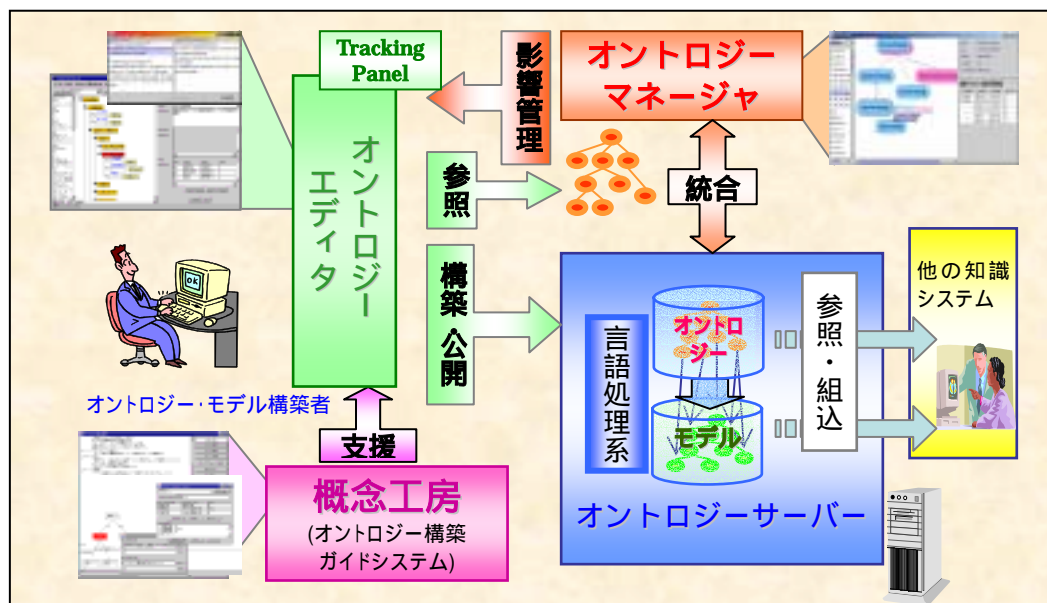 Tracking
Panel
影響管理
オントロジー
マネージャ
オントロジー
エディタ
参照
統合
構築・公開
他の知識
システム
オントロ
ジー
言語処理系
参照・組込
モデル
オントロジーサーバー
オントロジー・モデル構築者
支援
概念工房
(オントロジー構築
ガイドシステム)
OK